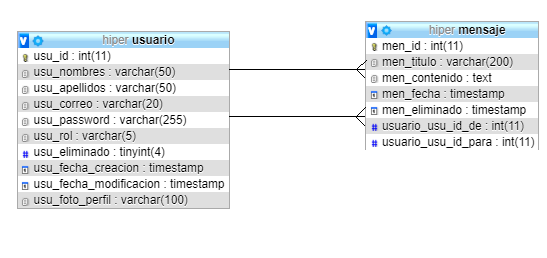 hiper usuario
usu_id : int(11)
usu_nombres : varchar(50)
usu_apellidos : varchar(50)
usu_correo : varchar(20)
usu_password : varchar(255)
usu_rol : varchar(5)
usu_eliminado : tinyint(4)
usu_fecha_creacion : timestamp
usu_fecha_modificacion : timestamp
usu_foto_perfil : varchar(100)
hiper mensaje
men_id : int(11)
men_titulo : varchar(200)
men_contenido : text
men_fecha : timestamp
men_eliminado : timestamp
usuario_usu_id_de : int(11)
usuario_usu_id_para : int(11)